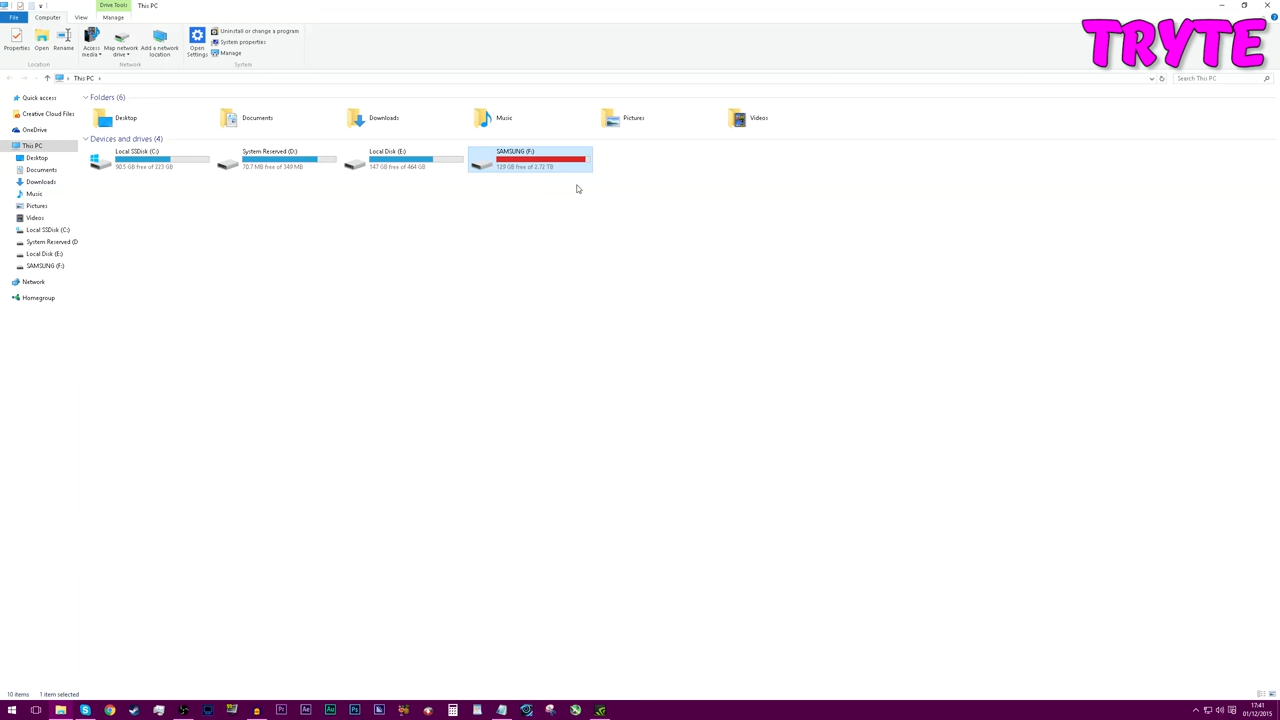 Drive Tools This PC
File Computer View Manage
TRYTE
Properties Open Rename Access media Map network drive Add a network location Open Settings Uninstall or change a program
System properties
Manage
Location Network System
This PC
Search This PC
Quick access
Creative Cloud Files
OneDrive
This PC
Desktop
Documents
Downloads
Music
Pictures
Videos
Local SSDisk (C:)
System Reserved (D
Local Disk (E:)
SAMSUNG (F:)
Network
Homegroup
Folders (6)
Desktop Documents Downloads Music Pictures Videos
Devices and drives (4)
Local SSDisk (C:)
90.5 GB free of 223 GB
System Reserved (D:)
70.7 MB free of 349 MB
Local Disk (E:)
147 GB free of 464 GB
SAMSUNG (F:)
129 GB free of 2.72 TB
10 items 1 item selected
17:41
01/12/2015